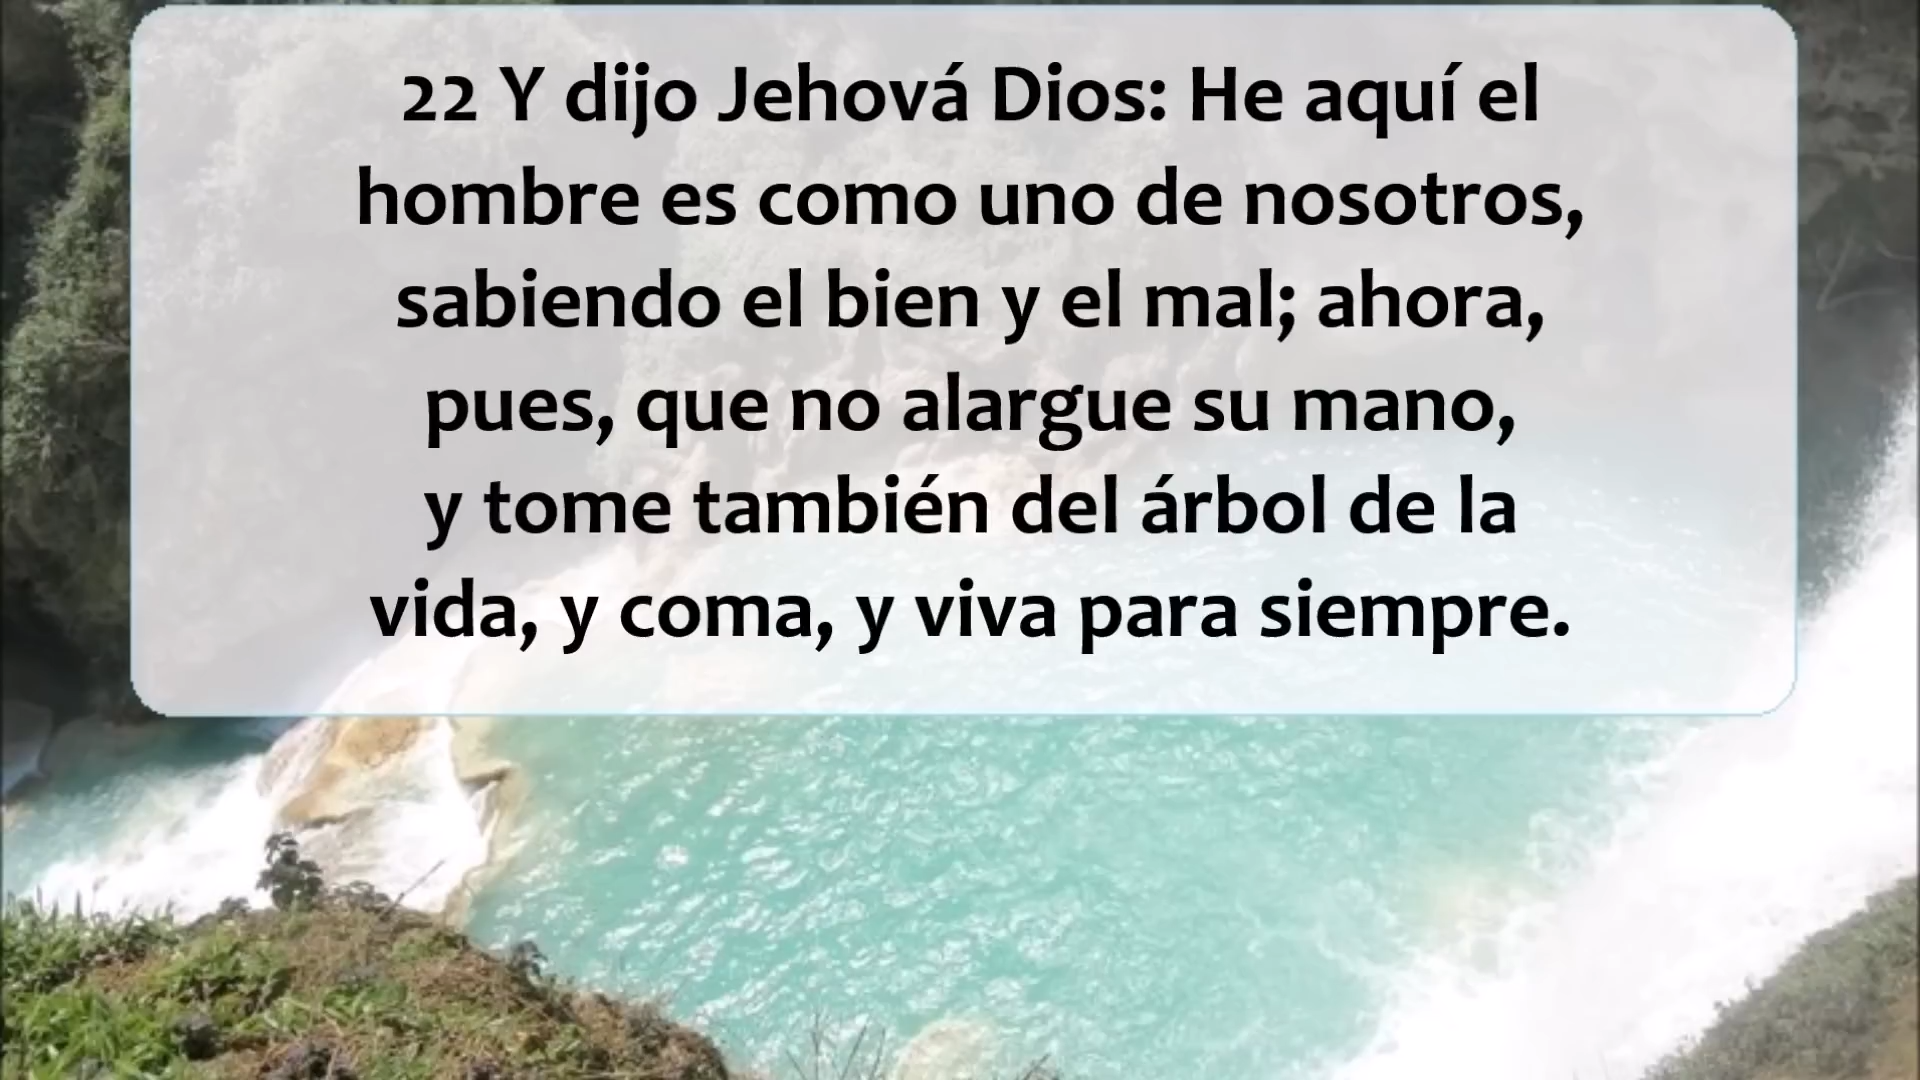 22 Y dijo Jehová Dios: He aquí el
hombre es como uno de nosotros,
sabiendo el bien y el mal; ahora,
pues, que no alargue su mano,
y tome también del árbol de la
vida, y coma, y viva para siempre.